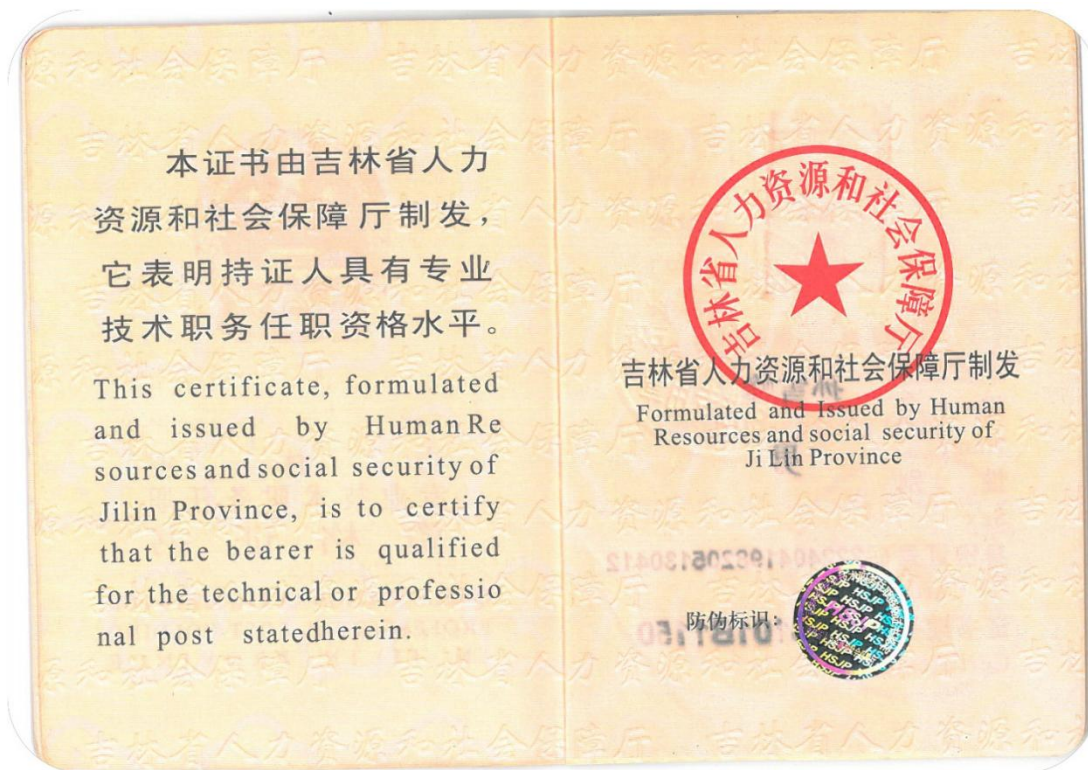 本证书由吉林省人力
资源和社会保障厅制发，
它表明持证人具有专业
技术职务任职资格水平。
This certificate, formulated
and issued by Human Re
sources and social security of
Jilin Province, is to certify
that the bearer is qualified
for the technical or professio
nal post statedherein.
吉林省人力资源和社会保障厅
吉林省人力资源和社会保障厅制发
Formulated and Issued by Human
Resources and social security of
Ji Lin Province
防伪标识：
HSJP